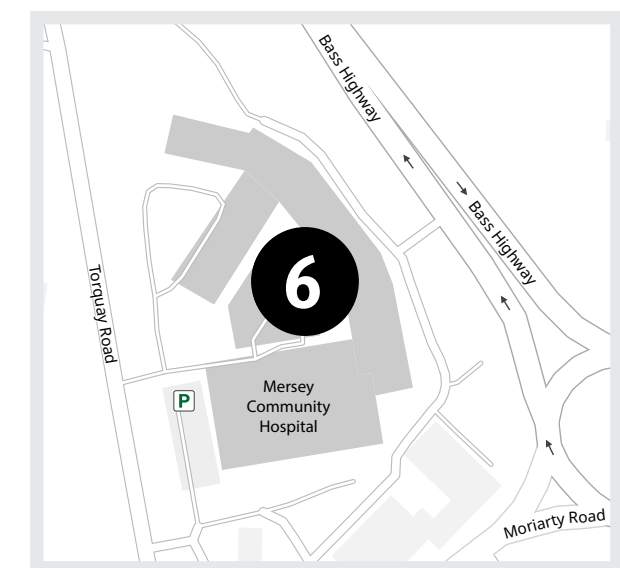 Bass Highway
Bass Highway
6
Torquay Road
P
Mersey
Community
Hospital
Moriarty Road